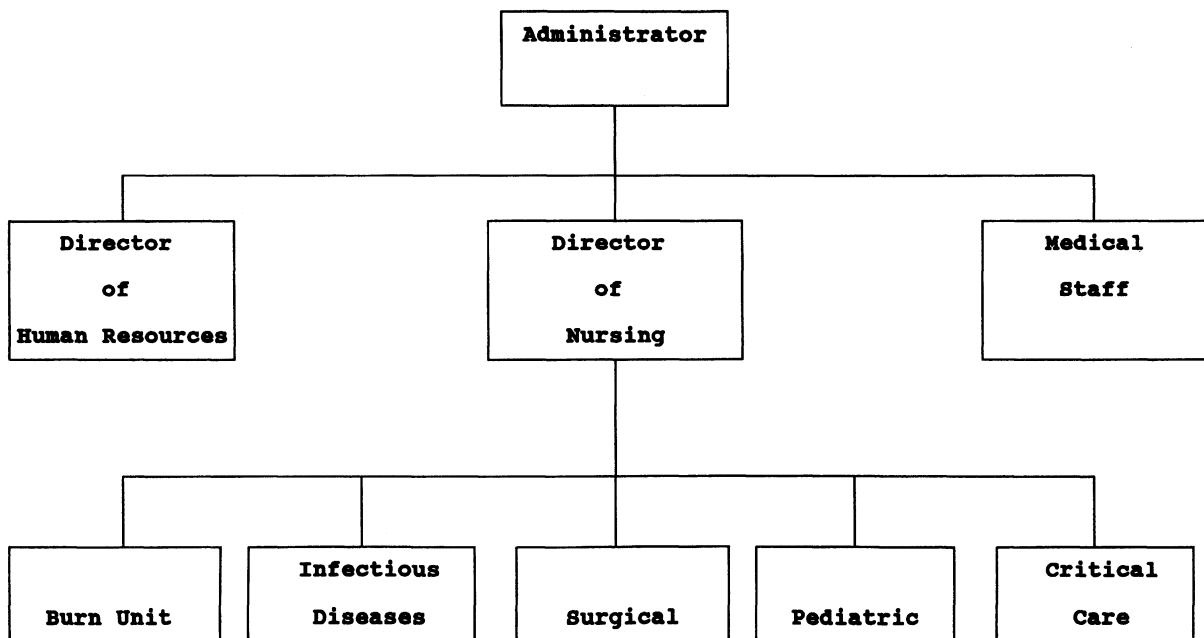 Administrator
Director
of
Human Resources
Director
of
Nursing
Medical
Staff
Burn Unit
Infectious
Diseases
Surgical
Pediatric
Critical
Care